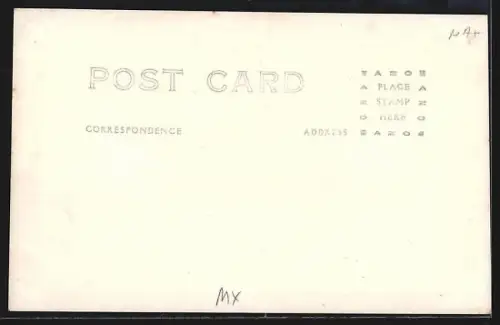 POST CARD
PLACE
STAMP
HERE
CORRESPONDENCE
ADDRESS
MX